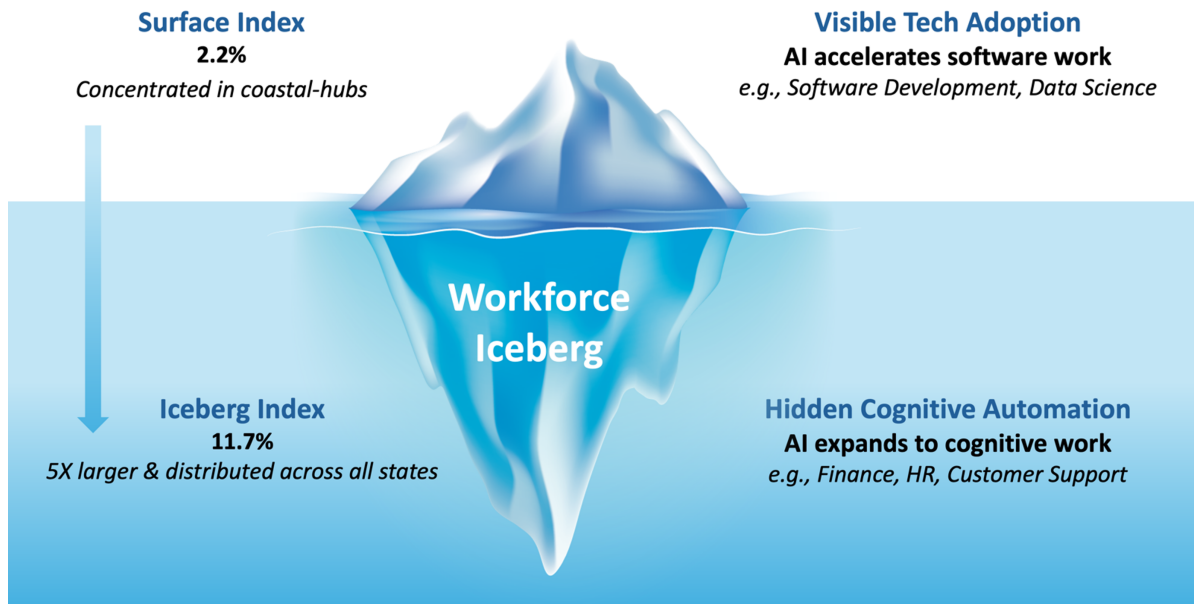 Surface Index
2.2%
Concentrated in coastal-hubs
Visible Tech Adoption
AI accelerates software work
e.g., Software Development, Data Science
Workforce
Iceberg
Iceberg Index
11.7%
5X larger & distributed across all states
Hidden Cognitive Automation
AI expands to cognitive work
e.g., Finance, HR, Customer Support